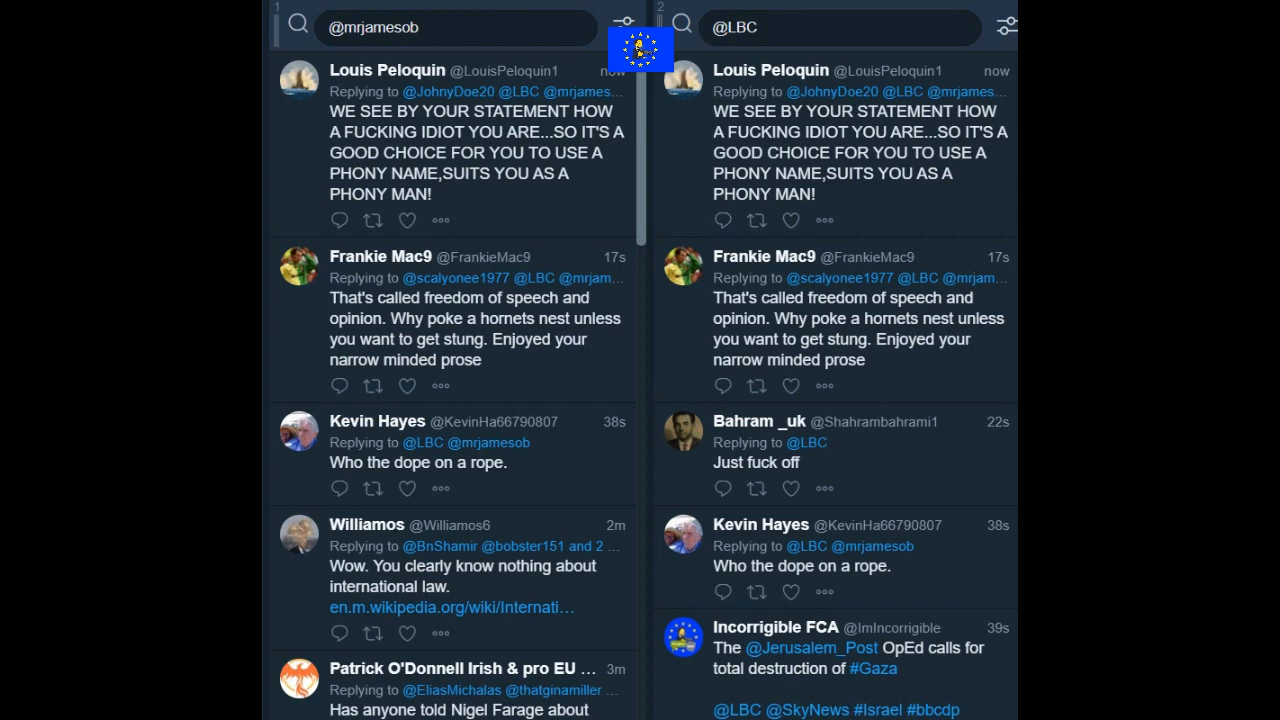 1
@mrjamesob
Louis Peloquin @LouisPeloquin1 now
Replying to @JohnyDoe20 @LBC @mrjames…
WE SEE BY YOUR STATEMENT HOW
A FUCKING IDIOT YOU ARE...SO IT'S A
GOOD CHOICE FOR YOU TO USE A
PHONY NAME,SUITS YOU AS A
PHONY MAN!
Frankie Mac9 @FrankieMac9 17s
Replying to @scalyonee1977 @LBC @mrjam…
That's called freedom of speech and
opinion. Why poke a hornets nest unless
you want to get stung. Enjoyed your
narrow minded prose
Kevin Hayes @KevinHa66790807 38s
Replying to @LBC @mrjamesob
Who the dope on a rope.
Williamos @Williamos6 2m
Replying to @BnShamir @bobster151 and 2 …
Wow. You clearly know nothing about
international law.
en.m.wikipedia.org/wiki/Internati…
Patrick O'Donnell Irish & pro EU … 3m
Replying to @EliasMichalas @thatginamiller …
Has anyone told Nigel Farage about
2
@LBC
Louis Peloquin @LouisPeloquin1 now
Replying to @JohnyDoe20 @LBC @mrjames…
WE SEE BY YOUR STATEMENT HOW
A FUCKING IDIOT YOU ARE...SO IT'S A
GOOD CHOICE FOR YOU TO USE A
PHONY NAME,SUITS YOU AS A
PHONY MAN!
Frankie Mac9 @FrankieMac9 17s
Replying to @scalyonee1977 @LBC @mrjam…
That's called freedom of speech and
opinion. Why poke a hornets nest unless
you want to get stung. Enjoyed your
narrow minded prose
Bahram _uk @Shahrambahrami1 22s
Replying to @LBC
Just fuck off
Kevin Hayes @KevinHa66790807 38s
Replying to @LBC @mrjamesob
Who the dope on a rope.
Incorrigible FCA @ImIncorrigible 39s
The @Jerusalem_Post OpEd calls for
total destruction of #Gaza
@LBC @SkyNews #Israel #bbcdp